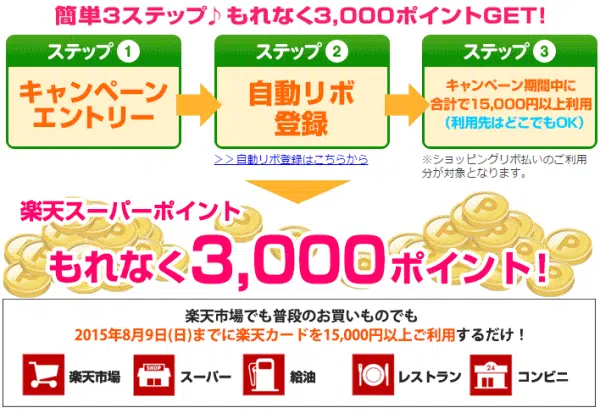 簡単3ステップ♪もれなく3,000ポイントGET!
ステップ1
キャンペーン
エントリー
ステップ2
自動リボ
登録
>>自動リボ登録はこちらから
ステップ3
キャンペーン期間中に
合計で15,000円以上利用
(利用先はどこでもOK)
※ショッピングリボ払いのご利用
分が対象となります。
楽天スーパーポイント
もれなく3,000ポイント!
楽天市場でも普段のお買いものでも
2015年8月9日(日)までに楽天カードを15,000円以上ご利用するだけ!
楽天市場
SHOP
スーパー
給油
レストラン
24
コンビニ